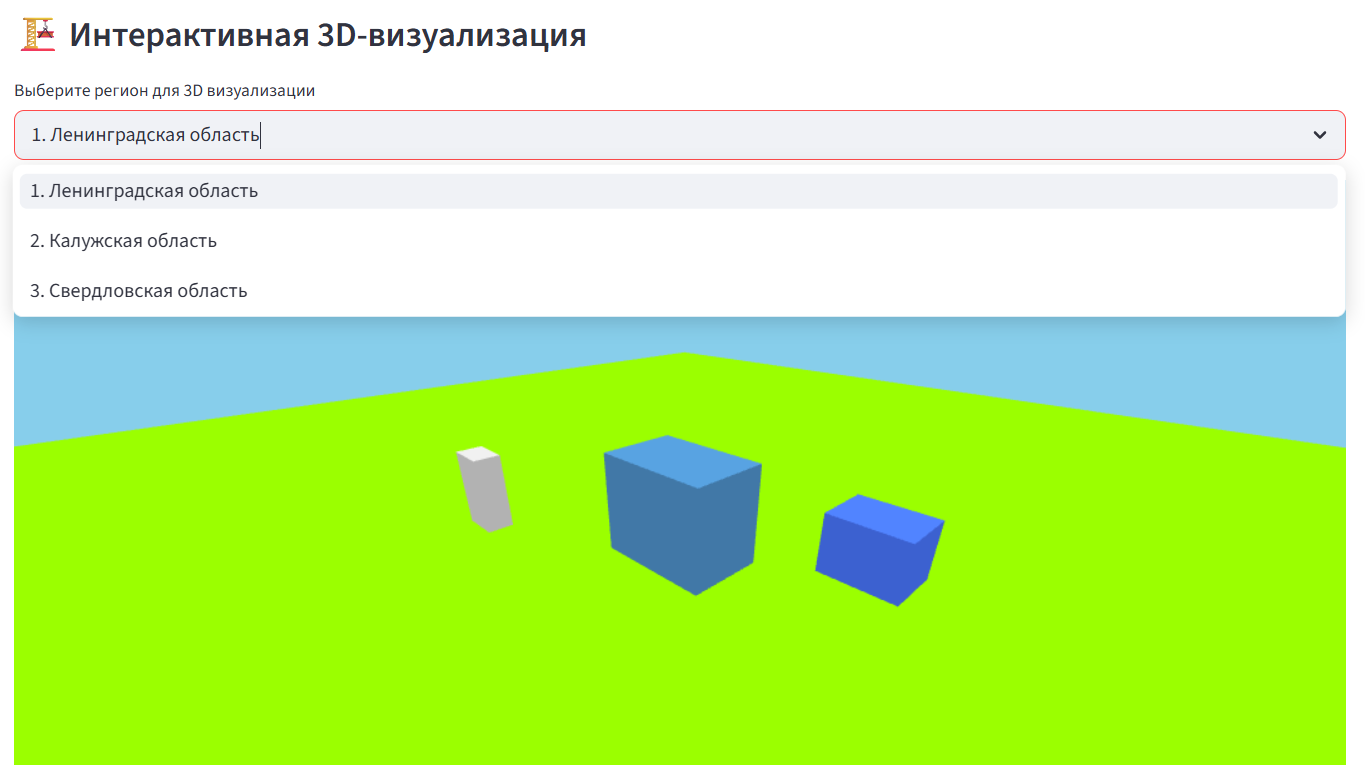 Интерактивная 3D-визуализация
Выберите регион для 3D визуализации
1. Ленинградская область
1. Ленинградская область
2. Калужская область
3. Свердловская область